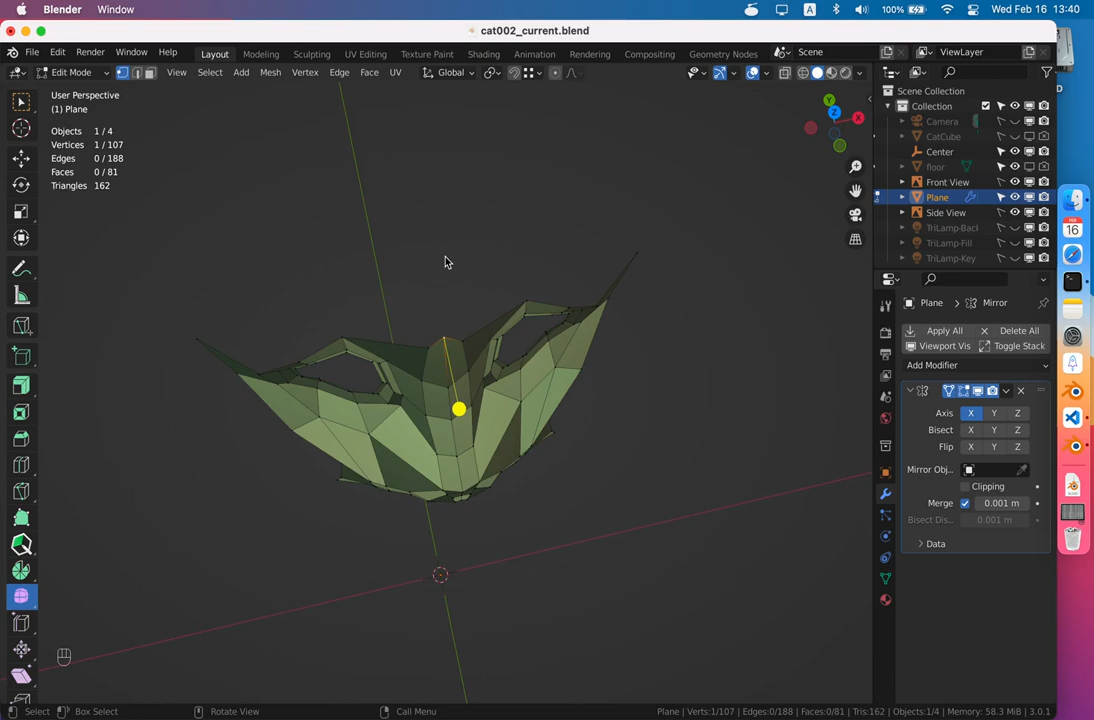 Blender Window 100% Wed Feb 16 13:40
cat002_current.blend
File Edit Render Window Help Layout Modeling Sculpting UV Editing Texture Paint Shading Animation Rendering Compositing Geometry Nodes Scene ViewLayer
Edit Mode View Select Add Mesh Vertex Edge Face UV Global
User Perspective
(1) Plane
Objects 1 / 4
Vertices 1 / 107
Edges 0 / 188
Faces 0 / 81
Triangles 162
Y
Z
X
Scene Collection
Collection
Camera
CatCube
Center
floor
Front View
Plane
Side View
TriLamp-Back
TriLamp-Fill
TriLamp-Key
Plane > Mirror
Apply All Delete All
Viewport Vis Toggle Stack
Add Modifier
Axis X Y Z
Bisect X Y Z
Flip X Y Z
Mirror Obj...
Clipping
Merge 0.001 m
Bisect Dis... 0.001 m
> Data
Select Box Select Rotate View Call Menu Plane | Verts:1/107 | Edges:0/188 | Faces:0/81 | Tris:162 | Objects:1/4 | Memory: 58.3 MiB | 3.0.1